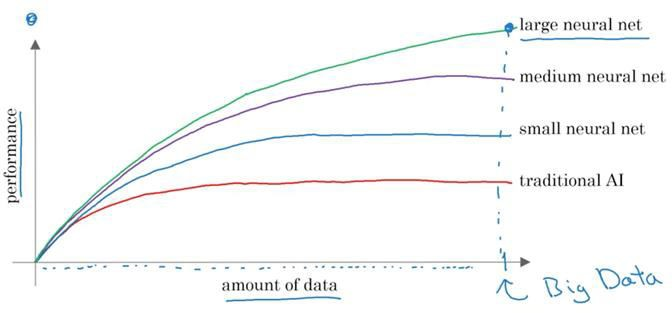 large neural net
medium neural net
small neural net
traditional AI
performance
amount of data
Big Data